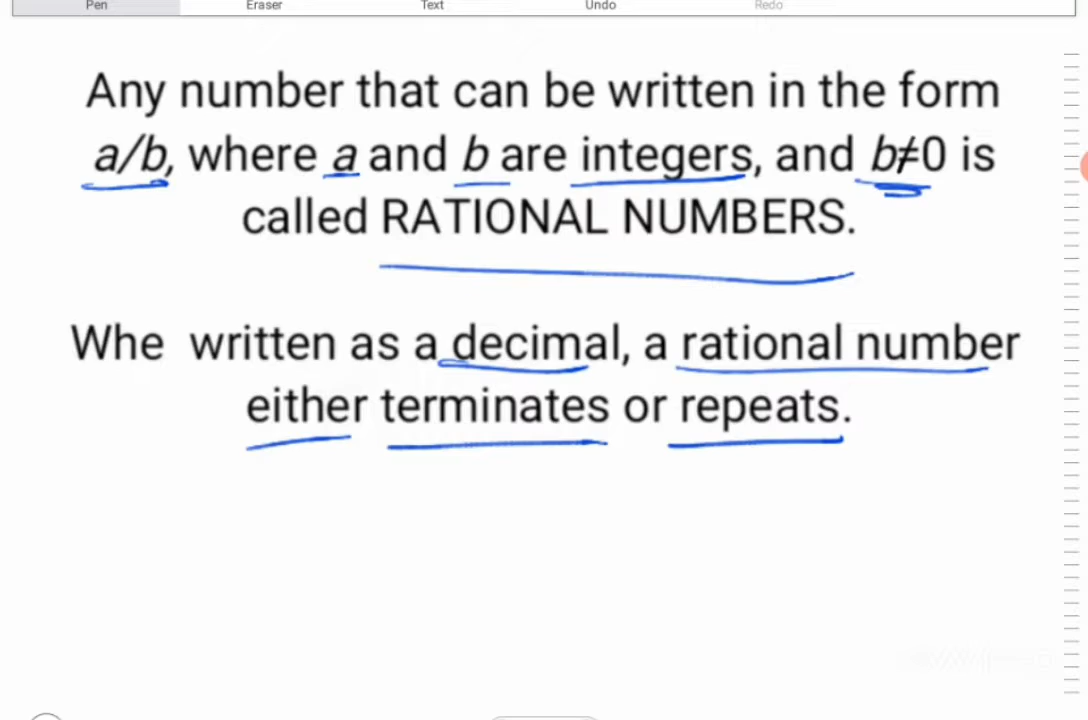 Pen Eraser Text Undo Redo
Any number that can be written in the form
a/b, where a and b are integers, and b≠0 is
called RATIONAL NUMBERS.
Whe written as a decimal, a rational number
either terminates or repeats.